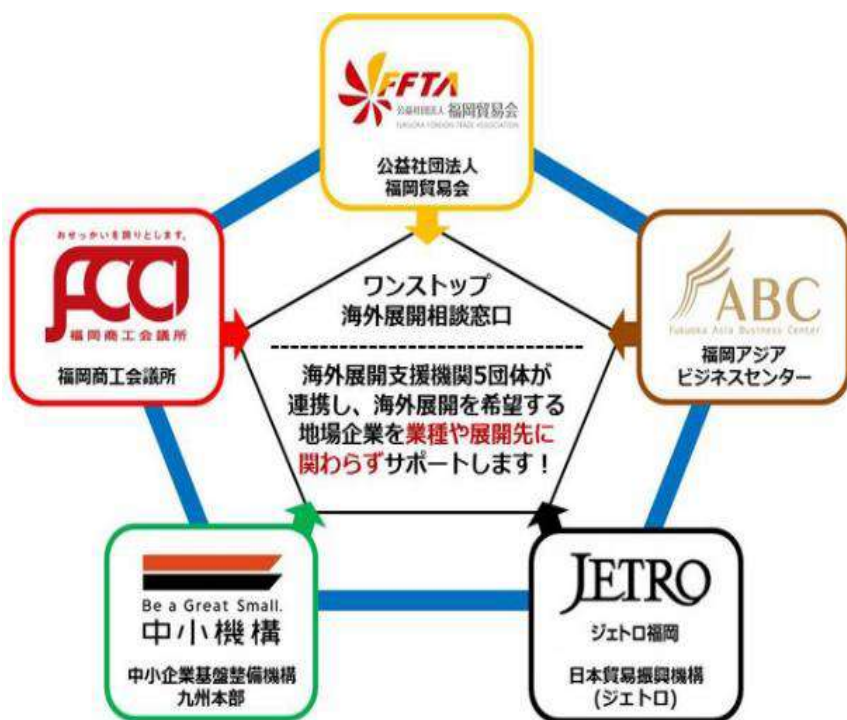 FFTA
公益社団法人 福岡貿易会
FUKUOKA FOREIGN TRADE ASSOCIATION
公益社団法人
福岡貿易会
おせっかいを誇りとします。
fcci
福岡商工会議所
福岡商工会議所
ABC
Fukuoka Asia Business Center
福岡アジア
ビジネスセンター
ワンストップ
海外展開相談窓口
海外展開支援機関5団体が
連携し、海外展開を希望する
地場企業を業種や展開先に
関わらずサポートします!
Be a Great Small.
中小機構
中小企業基盤整備機構
九州本部
JETRO
ジェトロ福岡
日本貿易振興機構
(ジェトロ)